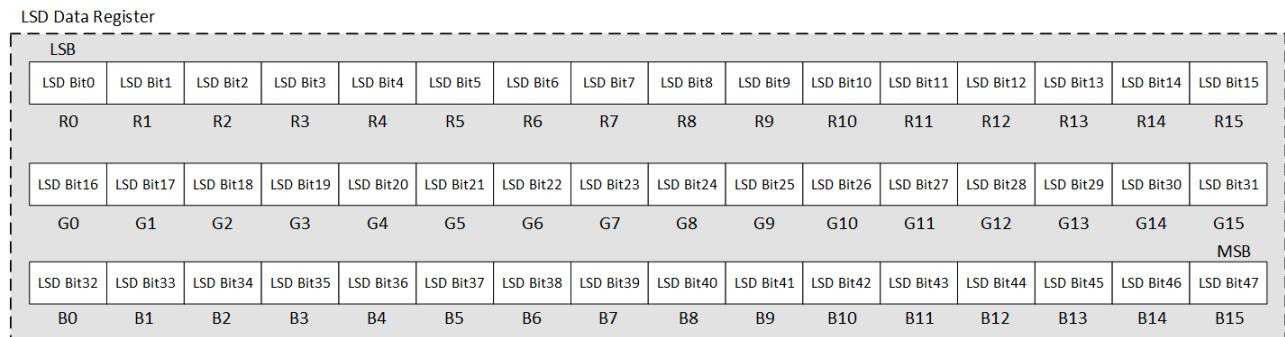 LSD Data Register
LSB
LSD Bit0 LSD Bit1 LSD Bit2 LSD Bit3 LSD Bit4 LSD Bit5 LSD Bit6 LSD Bit7 LSD Bit8 LSD Bit9 LSD Bit10 LSD Bit11 LSD Bit12 LSD Bit13 LSD Bit14 LSD Bit15
R0 R1 R2 R3 R4 R5 R6 R7 R8 R9 R10 R11 R12 R13 R14 R15
LSD Bit16 LSD Bit17 LSD Bit18 LSD Bit19 LSD Bit20 LSD Bit21 LSD Bit22 LSD Bit23 LSD Bit24 LSD Bit25 LSD Bit26 LSD Bit27 LSD Bit28 LSD Bit29 LSD Bit30 LSD Bit31
G0 G1 G2 G3 G4 G5 G6 G7 G8 G9 G10 G11 G12 G13 G14 G15
MSB
LSD Bit32 LSD Bit33 LSD Bit34 LSD Bit35 LSD Bit36 LSD Bit37 LSD Bit38 LSD Bit39 LSD Bit40 LSD Bit41 LSD Bit42 LSD Bit43 LSD Bit44 LSD Bit45 LSD Bit46 LSD Bit47
B0 B1 B2 B3 B4 B5 B6 B7 B8 B9 B10 B11 B12 B13 B14 B15